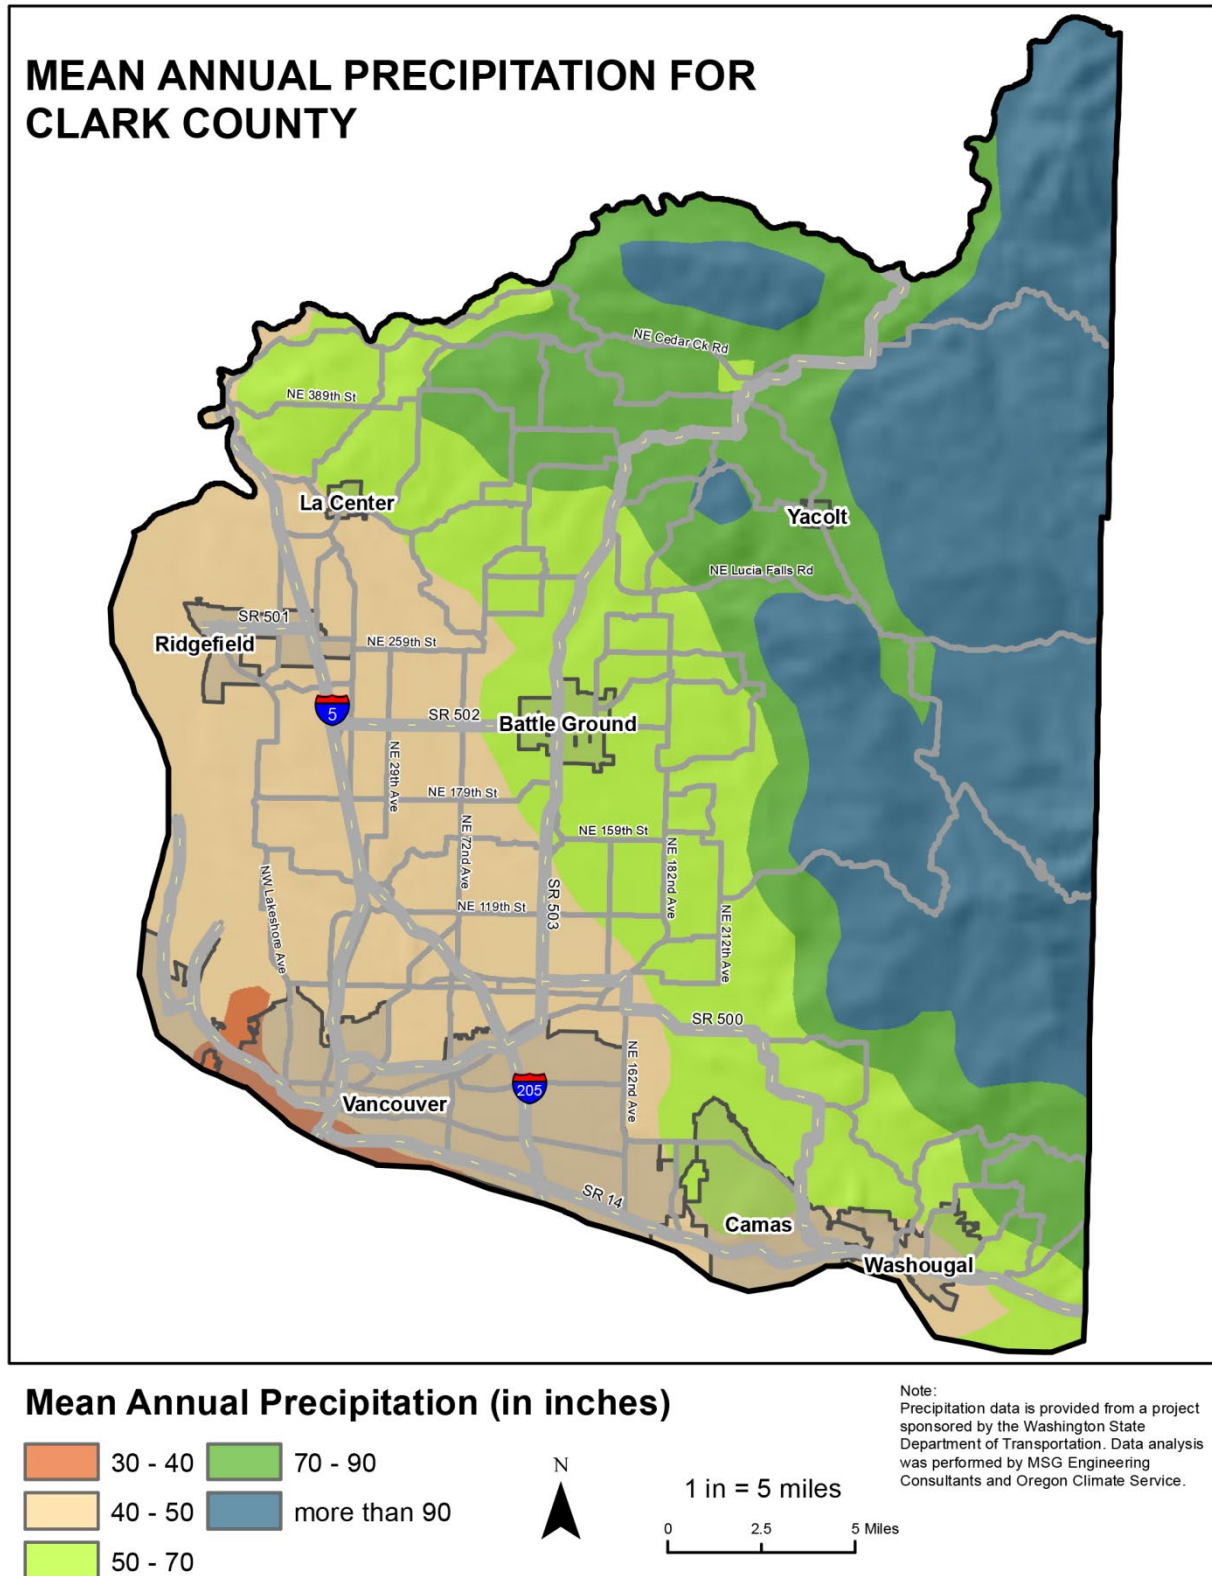 MEAN ANNUAL PRECIPITATION FOR
CLARK COUNTY
NE Cedar Ck Rd
NE 389th St
La Center
Yacolt
NE Lucia Falls Rd
SR 501
Ridgefield
NE 259th St
5
SR 502
Battle Ground
NE 29th Ave
NE 179th St
NE 72nd Ave
NE 159th St
NE 182nd Ave
NW Lakeshore Ave
SR 503
NE 119th St
NE 212th Ave
SR 500
NE 162nd Ave
205
Vancouver
SR 14
Camas
Washougal
Mean Annual Precipitation (in inches)
30 - 40
70 - 90
40 - 50
more than 90
50 - 70
N
1 in = 5 miles
0 2.5 5 Miles
Note:
Precipitation data is provided from a project
sponsored by the Washington State
Department of Transportation. Data analysis
was performed by MSG Engineering
Consultants and Oregon Climate Service.